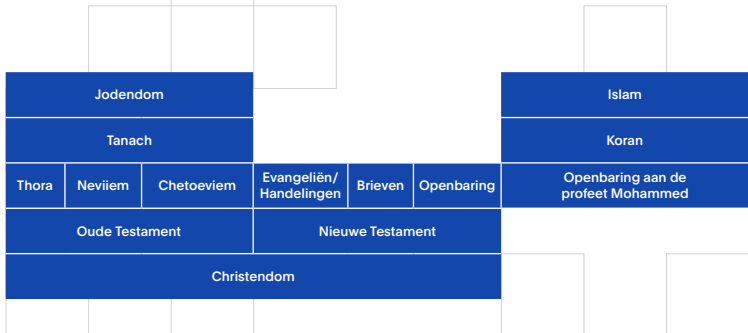 Jodendom
Islam
Tanach
Koran
Thora
Neviiem
Chetoeviem
Evangeliën/
Handelingen
Brieven
Openbaring
Openbaring aan de
profeet Mohammed
Oude Testament
Nieuwe Testament
Christendom